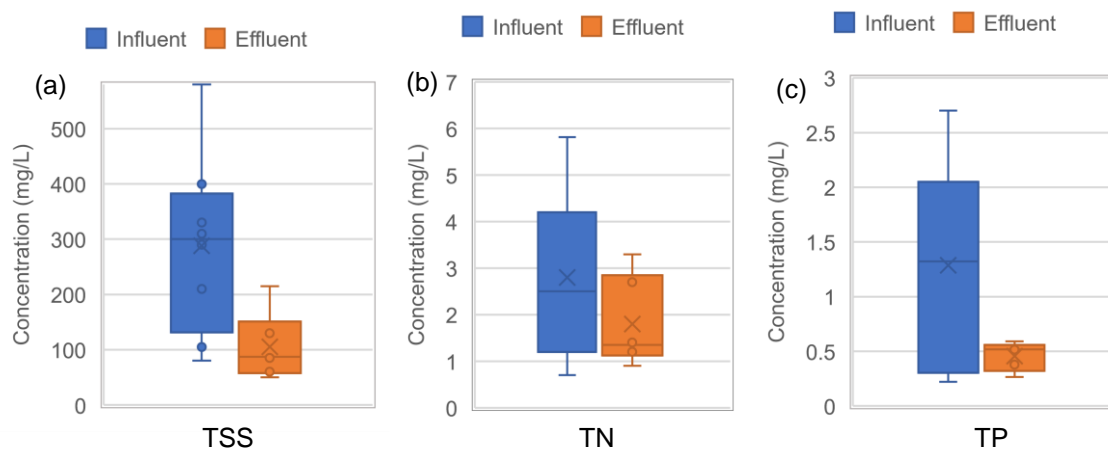 Influent Effluent
(a)
Concentration (mg/L)
500
400
300
200
100
0
TSS
Influent Effluent
(b)
Concentration (mg/L)
7
6
5
4
3
2
1
0
TN
Influent Effluent
(c)
Concentration (mg/L)
3
2.5
2
1.5
1
0.5
0
TP